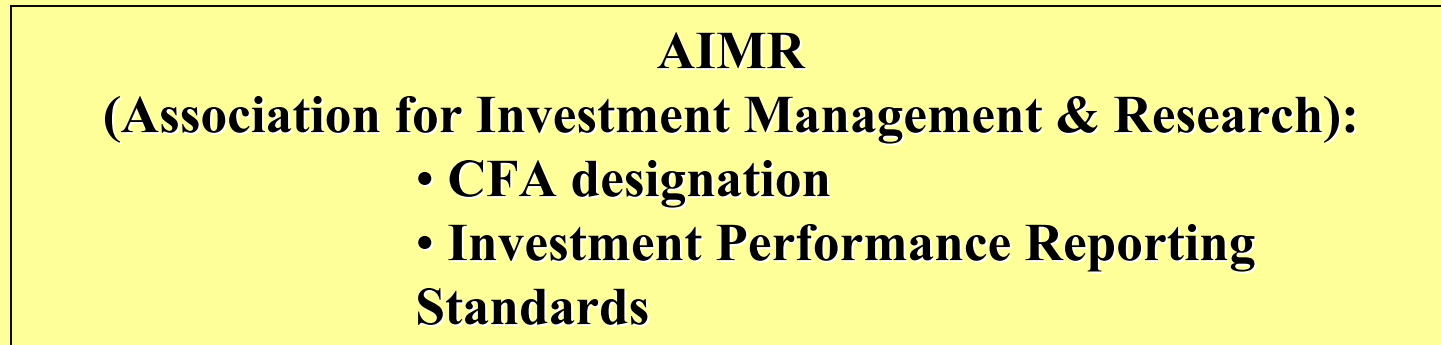 AIMR
(Association for Investment Management & Research):
• CFA designation
• Investment Performance Reporting
Standards